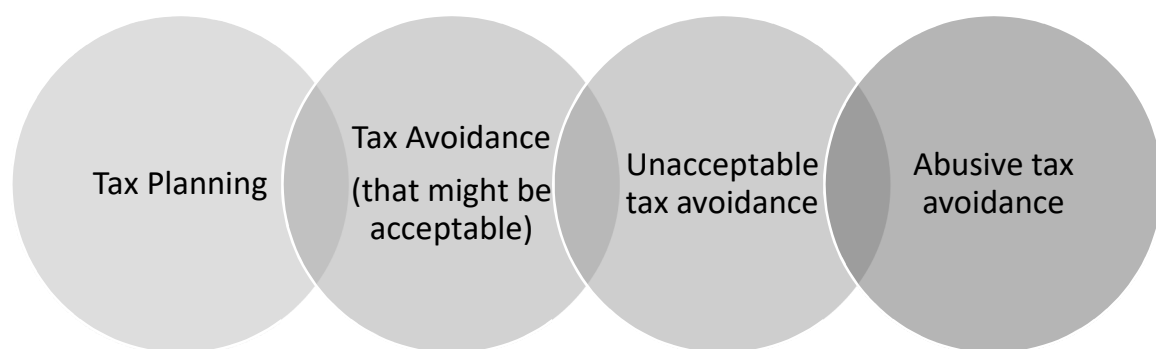 Tax Planning
Tax Avoidance
(that might be
acceptable)
Unacceptable
tax avoidance
Abusive tax
avoidance